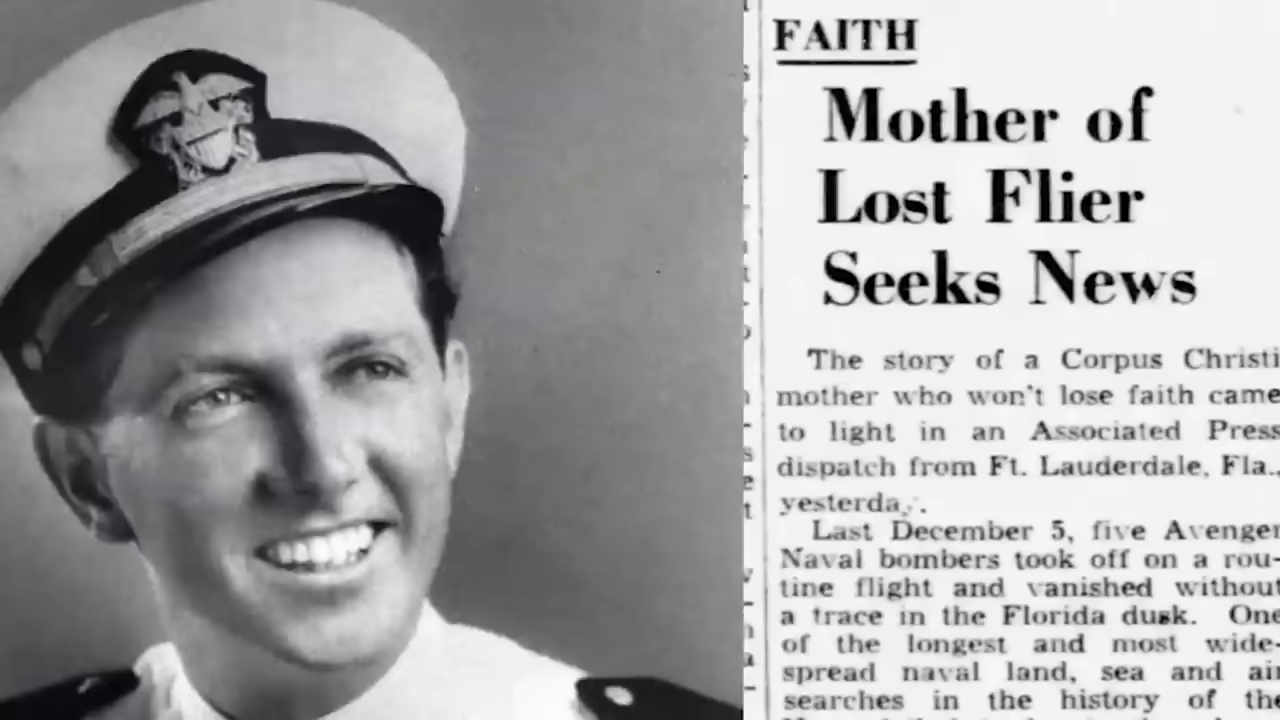 FAITH
Mother of
Lost Flier
Seeks News
The story of a Corpus Christi
mother who won't lose faith came
to light in an Associated Press
dispatch from Ft. Lauderdale, Fla.,
yesterda
Last December 5, five Avenger
Naval bombers took off on a rou-
tine flight and vanished without
a trace in the Florida dusk. One
of the longest and most wide-
spread naval land, sea and air
searches in the history of the